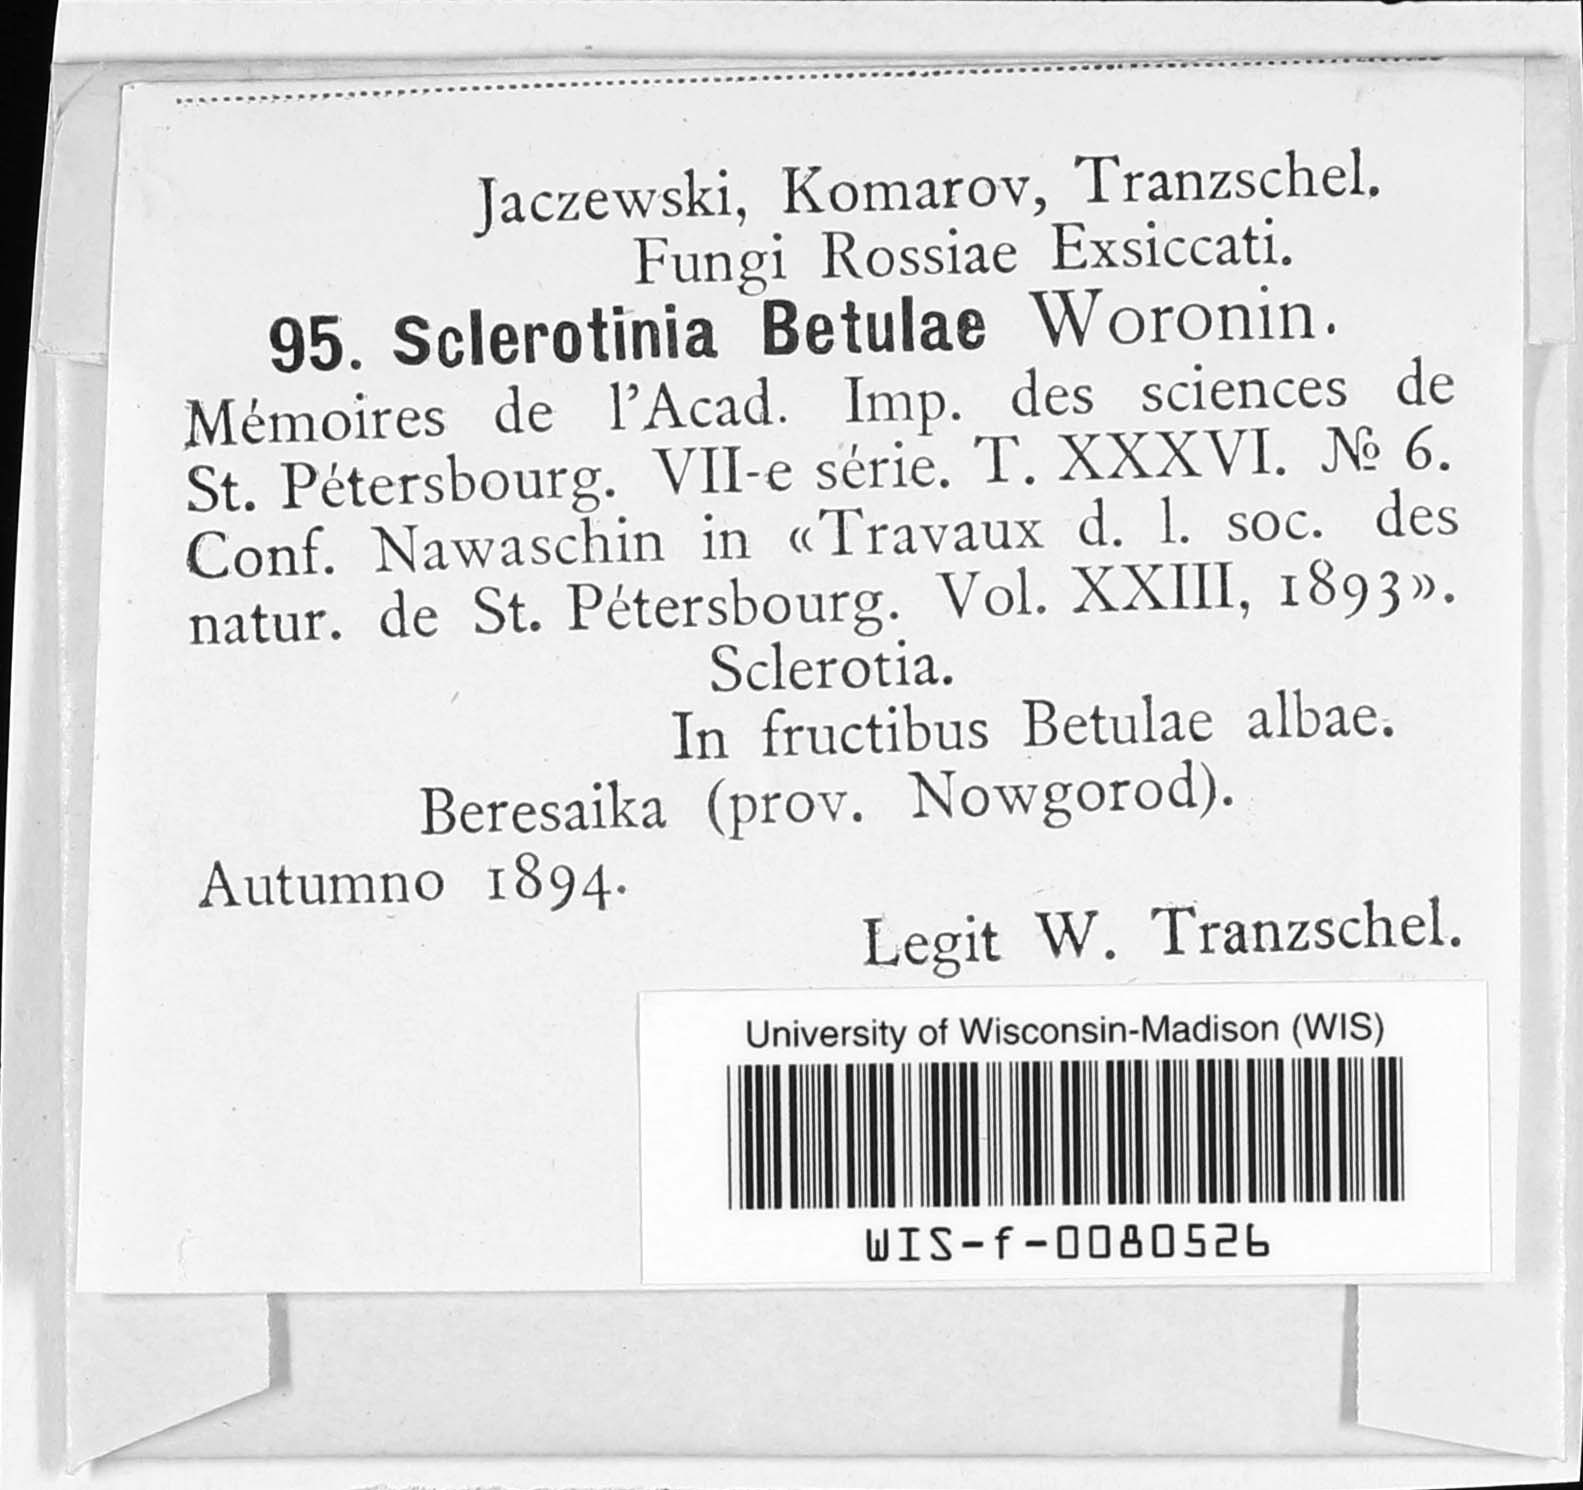 Jaczewski, Komarov, Tranzschel.
Fungi Rossiae Exsiccati.
95. Sclerotinia Betulae Woronin.
Mémoires de l'Acad. Imp. des sciences de
St. Pétersbourg. VII-e série. T. XXXVI. № 6.
Conf. Nawaschin in «Travaux d. l. soc. des
natur. de St. Pétersbourg. Vol. XXIII, 1893».
Sclerotia.
In fructibus Betulae albae.
Beresaika (prov. Nowgorod).
Autumno 1894.
Legit W. Tranzschel.
University of Wisconsin-Madison (WIS)
WIS-f-0080526